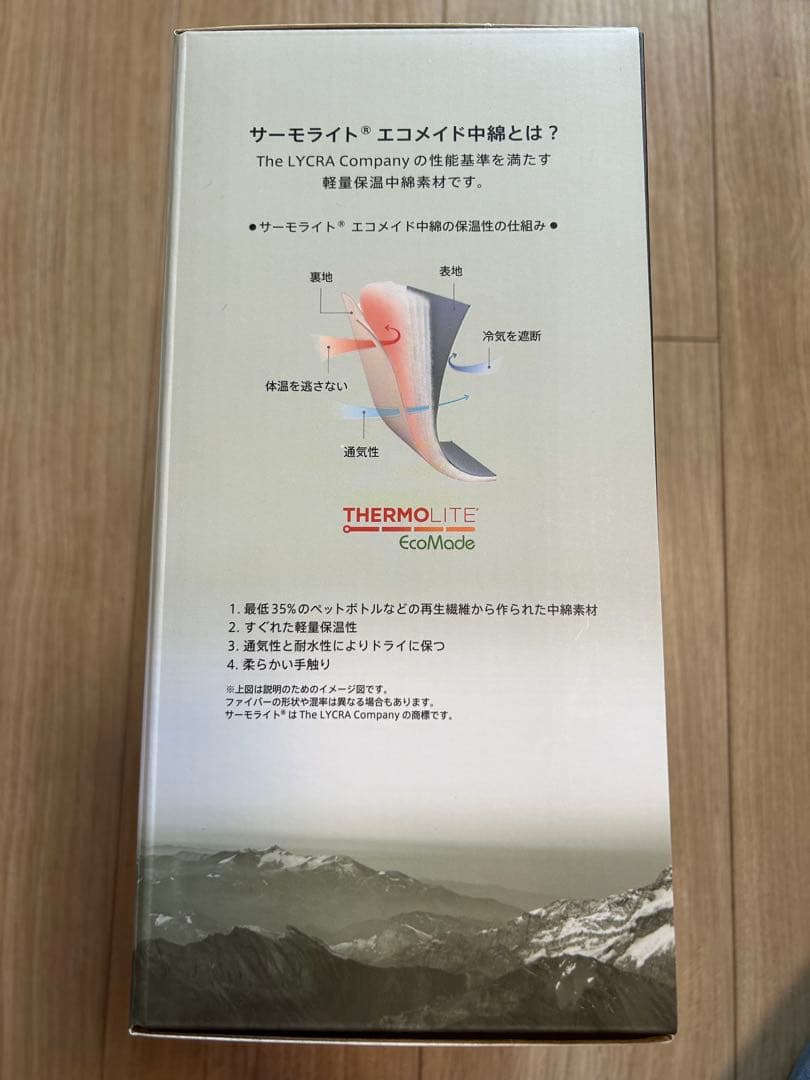 サーモライト® エコメイド中綿とは？
The LYCRA Company の性能基準を満たす
軽量保温中綿素材です。
●サーモライト® エコメイド中綿の保温性の仕組み●
裏地
表地
冷気を遮断
体温を逃さない
通気性
THERMOLITE®
EcoMade
1. 最低35%のペットボトルなどの再生繊維から作られた中綿素材
2. すぐれた軽量保温性
3. 通気性と耐水性によりドライに保つ
4. 柔らかい手触り
※上図は説明のためのイメージ図です。
ファイバーの形状や混率は異なる場合もあります。
サーモライト®はThe LYCRA Companyの商標です。